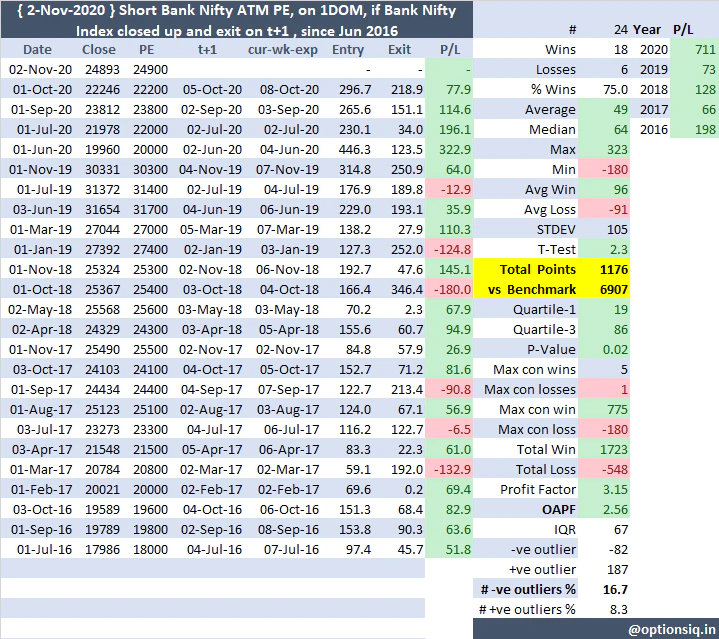 { 2-Nov-2020 } Short Bank Nifty ATM PE, on 1DOM, if Bank Nifty
Index closed up and exit on t+1 , since Jun 2016
# 24 Year P/L
Date Close PE t+1 cur-wk-exp Entry Exit P/L Wins 18 2020 711
02-Nov-20 24893 24900 - - - Losses 6 2019 73
01-Oct-20 22246 22200 05-Oct-20 08-Oct-20 296.7 218.9 77.9 % Wins 75.0 2018 128
01-Sep-20 23812 23800 02-Sep-20 03-Sep-20 265.6 151.1 114.6 Average 49 2017 66
01-Jul-20 21978 22000 02-Jul-20 02-Jul-20 230.1 34.0 196.1 Median 64 2016 198
01-Jun-20 19960 20000 02-Jun-20 04-Jun-20 446.3 123.5 322.9 Max 323
01-Nov-19 30331 30300 04-Nov-19 07-Nov-19 314.8 250.9 64.0 Min -180
01-Jul-19 31372 31400 02-Jul-19 04-Jul-19 176.9 189.8 -12.9 Avg Win 96
03-Jun-19 31654 31700 04-Jun-19 06-Jun-19 229.0 193.1 35.9 Avg Loss -91
01-Mar-19 27044 27000 05-Mar-19 07-Mar-19 138.2 27.9 110.3 STDEV 105
01-Jan-19 27392 27400 02-Jan-19 03-Jan-19 127.3 252.0 -124.8 T-Test 2.3
01-Nov-18 25324 25300 02-Nov-18 06-Nov-18 192.7 47.6 145.1 Total Points 1176
01-Oct-18 25367 25400 03-Oct-18 04-Oct-18 166.4 346.4 -180.0 vs Benchmark 6907
02-May-18 25568 25600 03-May-18 03-May-18 70.2 2.3 67.9 Quartile-1 19
02-Apr-18 24329 24300 03-Apr-18 05-Apr-18 155.6 60.7 94.9 Quartile-3 86
01-Nov-17 25490 25500 02-Nov-17 02-Nov-17 84.8 57.9 26.9 P-Value 0.02
03-Oct-17 24103 24100 04-Oct-17 05-Oct-17 152.7 71.2 81.6 Max con wins 5
01-Sep-17 24434 24400 04-Sep-17 07-Sep-17 122.7 213.4 -90.8 Max con losses 1
01-Aug-17 25123 25100 02-Aug-17 03-Aug-17 124.0 67.1 56.9 Max con win 775
03-Jul-17 23273 23300 04-Jul-17 06-Jul-17 116.2 122.7 -6.5 Max con loss -180
03-Apr-17 21548 21500 05-Apr-17 06-Apr-17 83.3 22.3 61.0 Total Win 1723
01-Mar-17 20784 20800 02-Mar-17 02-Mar-17 59.1 192.0 -132.9 Total Loss -548
01-Feb-17 20021 20000 02-Feb-17 02-Feb-17 69.6 0.2 69.4 Profit Factor 3.15
03-Oct-16 19589 19600 04-Oct-16 06-Oct-16 151.3 68.4 82.9 OAPF 2.56
01-Sep-16 19789 19800 02-Sep-16 08-Sep-16 153.8 90.3 63.6 IQR 67
01-Jul-16 17986 18000 04-Jul-16 07-Jul-16 97.4 45.7 51.8 -ve outlier -82
+ve outlier 187
# -ve outliers % 16.7
# +ve outliers % 8.3
@optionsiq.in